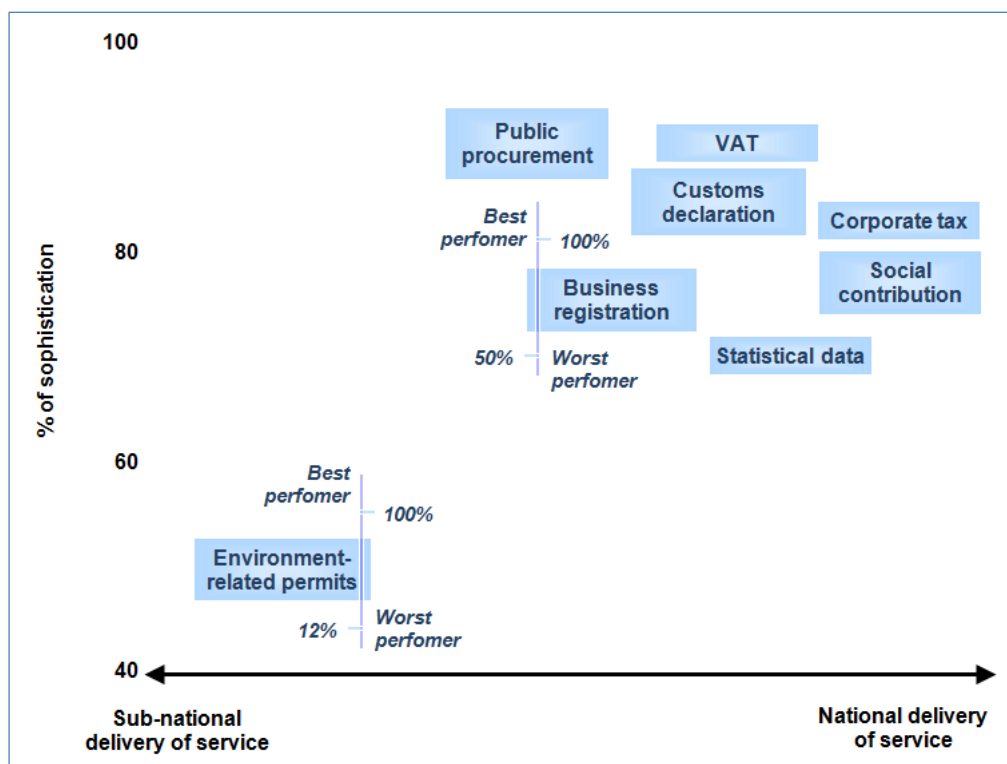 100
Public
procurement
VAT
Customs
declaration
Best
perfomer
100%
Corporate tax
80
Social
contribution
Business
registration
50%
Worst
perfomer
Statistical data
% of sophistication
60
Best
perfomer
100%
Environment-
related permits
12%
Worst
perfomer
40
Sub-national
delivery of service
National delivery
of service